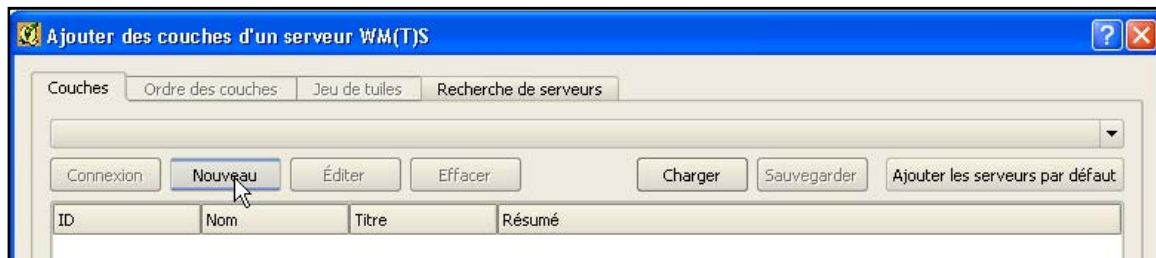 Ajouter des couches d'un serveur WM(T)S
Couches Ordre des couches Jeu de tuiles Recherche de serveurs
Connexion Nouveau Éditer Effacer Charger Sauvegarder Ajouter les serveurs par défaut
ID Nom Titre Résumé